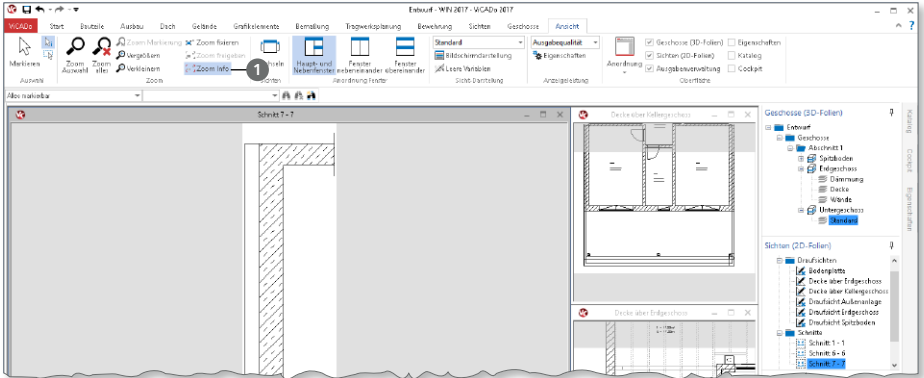 Entwurf - WIN 2017 - ViCADo 2017
ViCADo Start Bauteile Ausbau Dach Gelände Grafikelemente Bemaßung Tragwerksplanung Bewehrung Sichten Geschosse Ansicht
Markieren
Zoom Auswahl
Zoom alles
Zoom Markierung
Vergrößern
Verkleinern
Zoom fixieren
Zoom freigeben
Zoom Info
1
Haupt- und Nebenfenster
Fenster nebeneinander
Fenster übereinander
Standard
Bildschirmdarstellung
Leere Variablen
Ausgabequalität
Eigenschaften
Anordnung
Geschosse (3D-Folien)
Sichten (2D-Folien)
Ausgabenverwaltung
Eigenschaften
Katalog
Cockpit
Auswahl Zoom Sichten Anordnung Fenster Sicht-Darstellung Anzeigeleistung Oberfläche
Alles markierbar
Schnitt 7 - 7
Decke über Kellergeschoss
Decke über Erdgeschoss
Geschosse (3D-Folien)
Entwurf
Geschosse
Abschnitt 1
Spitzboden
Erdgeschoss
Dämmung
Decke
Wände
Untergeschoss
Standard
Sichten (2D-Folien)
Draufsichten
Bodenplatte
Decke über Erdgeschoss
Decke über Kellergeschoss
Draufsicht Außenanlage
Draufsicht Erdgeschoss
Draufsicht Spitzboden
Schnitte
Schnitt 1 - 1
Schnitt 6 - 6
Schnitt 7 - 7
Katalog
Cockpit
Eigenschaften